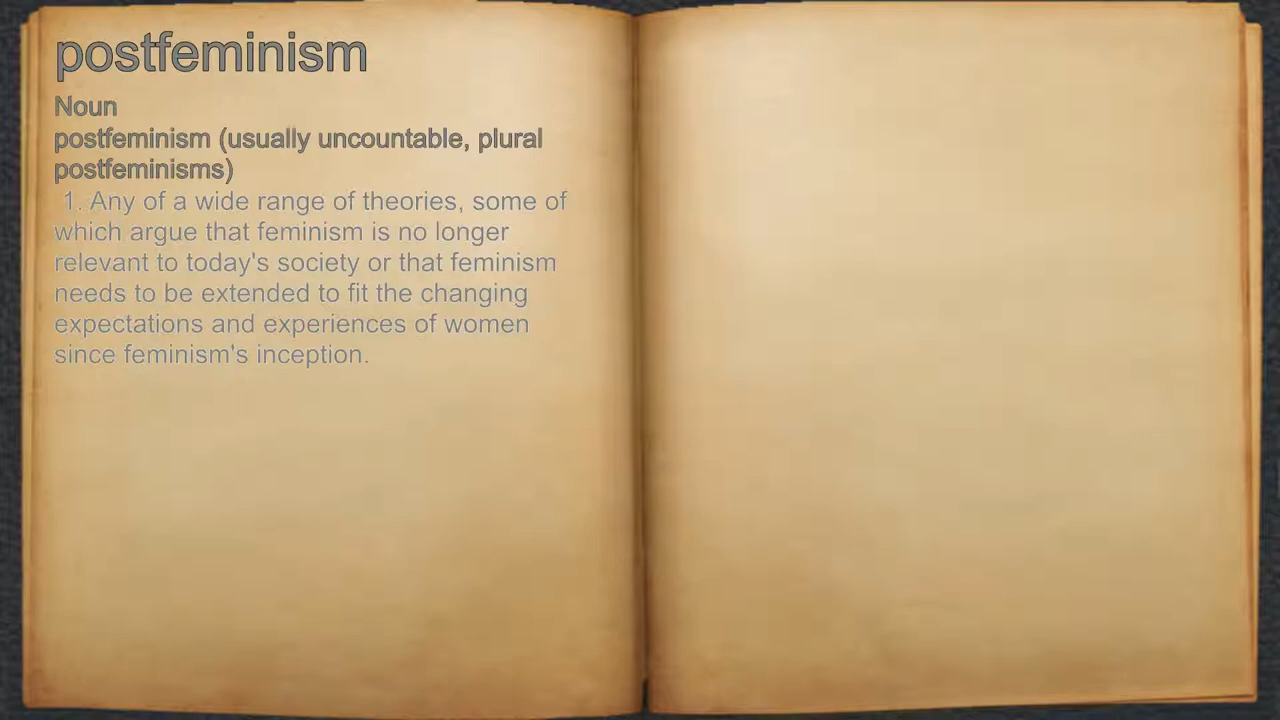 postfeminism
Noun
postfeminism (usually uncountable, plural
postfeminisms)
1. Any of a wide range of theories, some of
which argue that feminism is no longer
relevant to today's society or that feminism
needs to be extended to fit the changing
expectations and experiences of women
since feminism's inception.